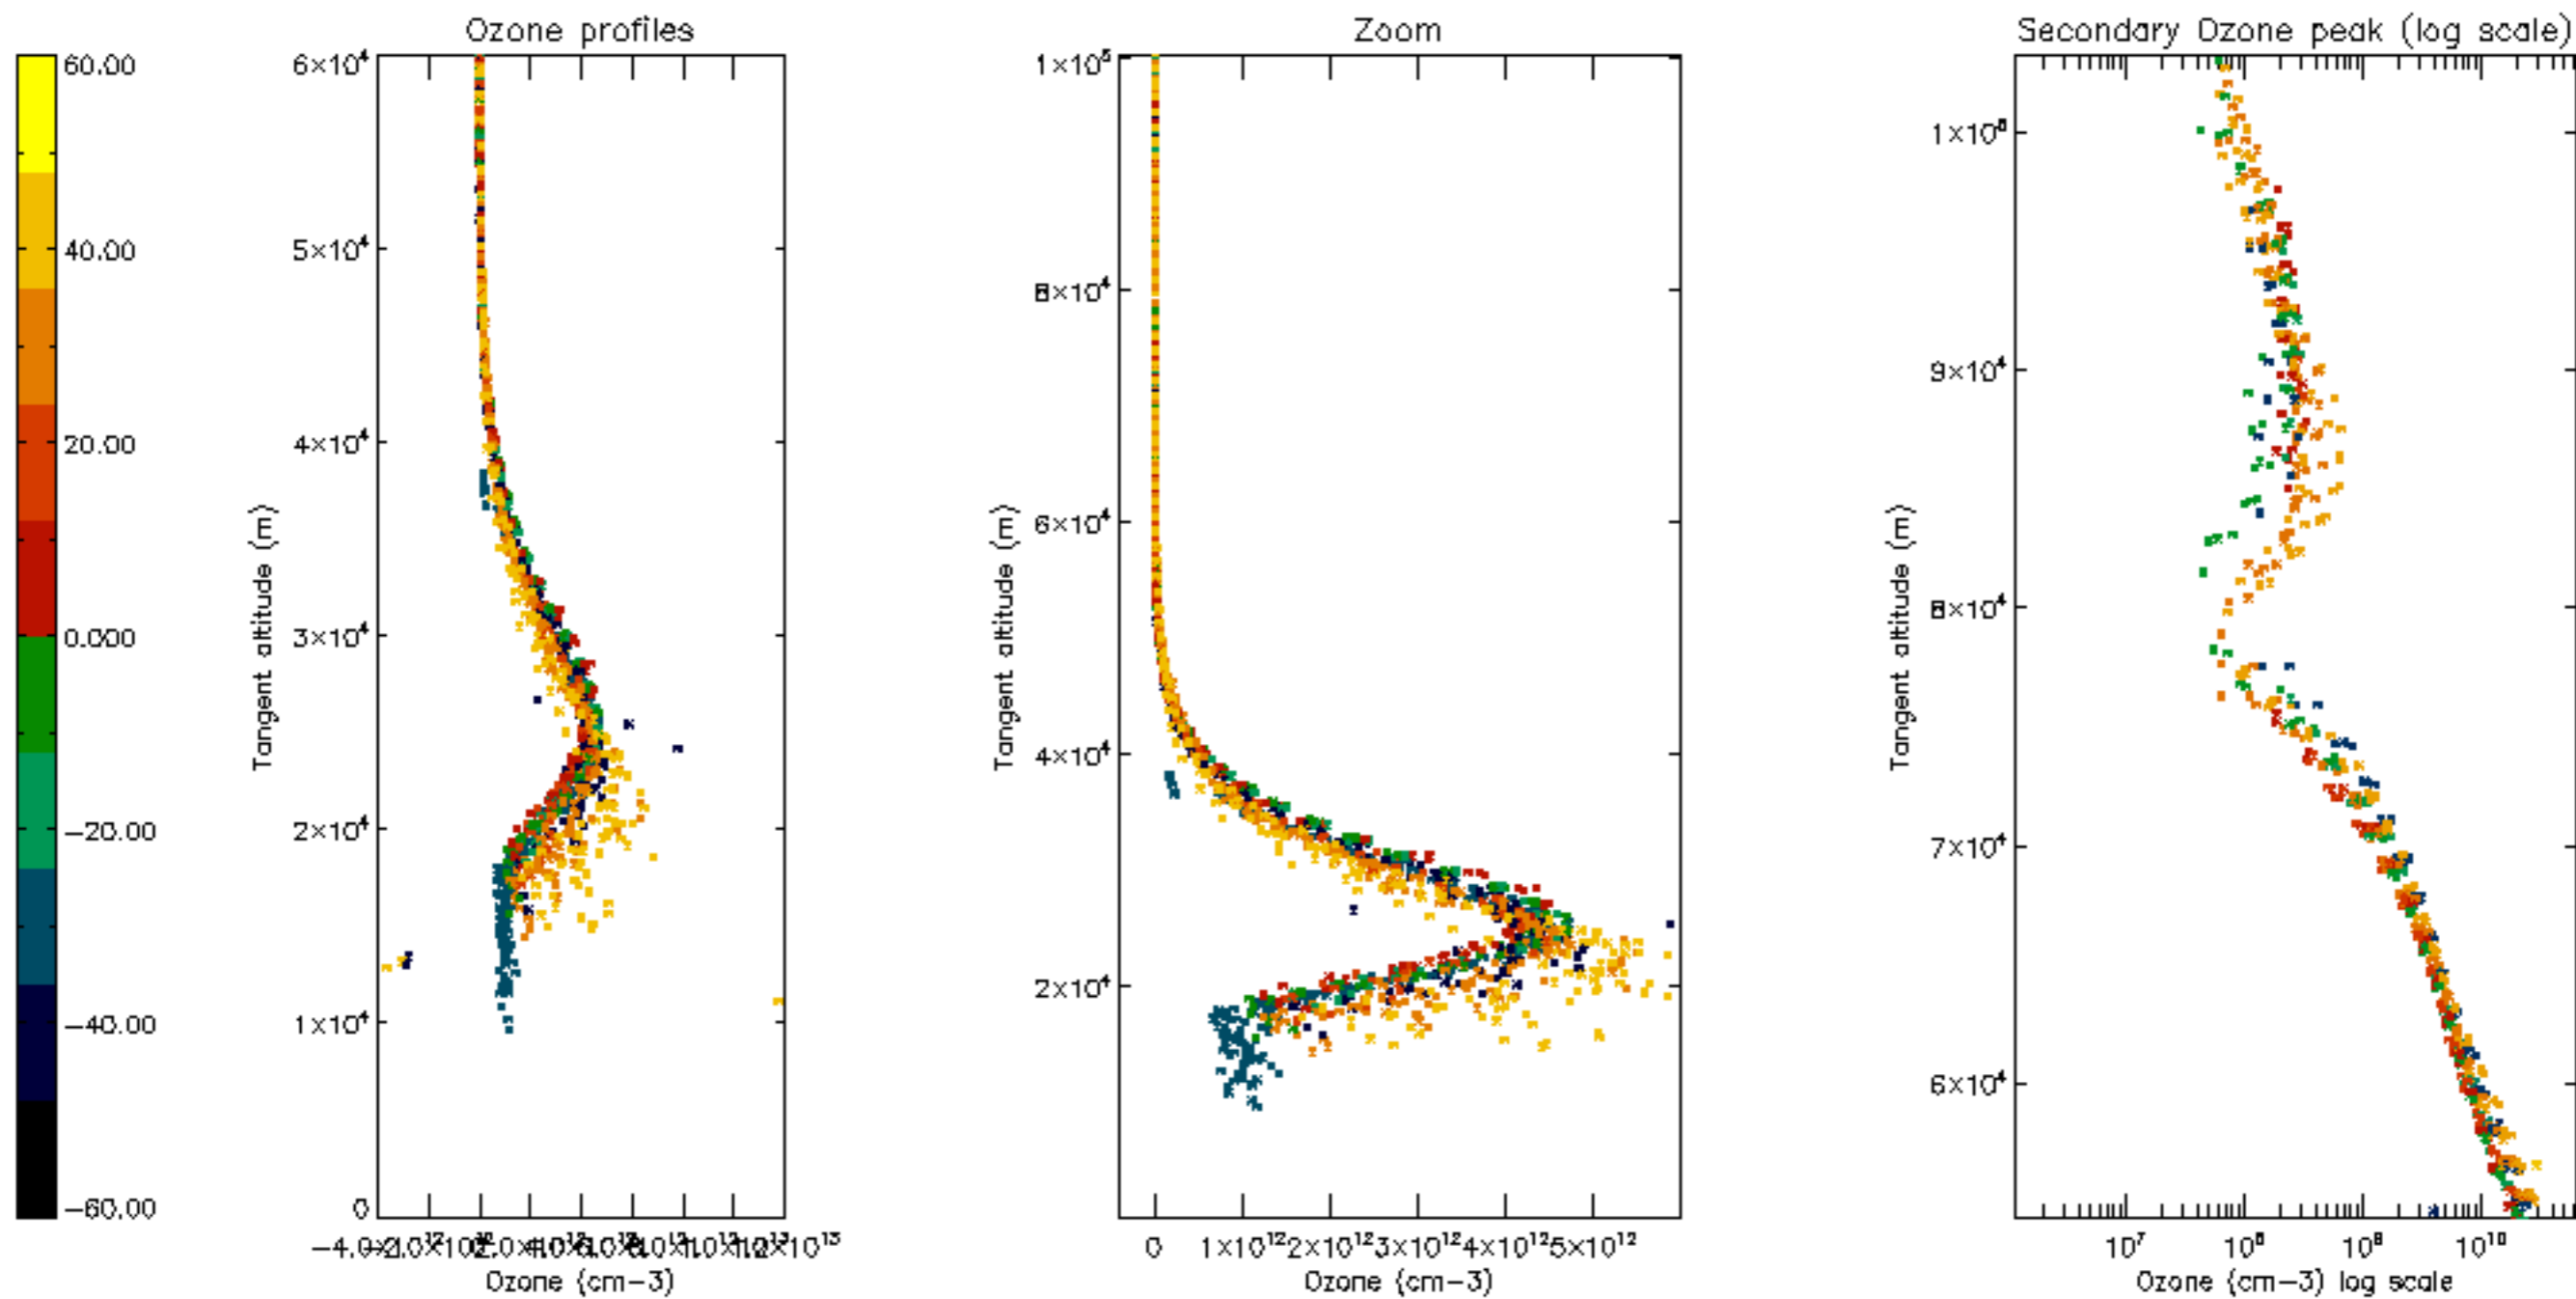 Ozone profiles
Zoom
Secondary Ozone peak (log scale)
60.00
40.00
20.00
−20.00
−40.00
−60.00
6×10⁴
5×10⁴
4×10⁴
3×10⁴
2×10⁴
1×10⁴
0
Tangent altitude (m)
Ozone (cm−3)
1×10⁵
8×10⁴
6×10⁴
4×10⁴
2×10⁴
Tangent altitude (m)
0 1×10¹² 2×10¹² 3×10¹² 4×10¹² 5×10¹²
Ozone (cm−3)
9×10⁴
8×10⁴
7×10⁴
6×10⁴
Tangent altitude (m)
10⁷ 10⁸ 10⁹ 10¹⁰
Ozone (cm−3) log scale